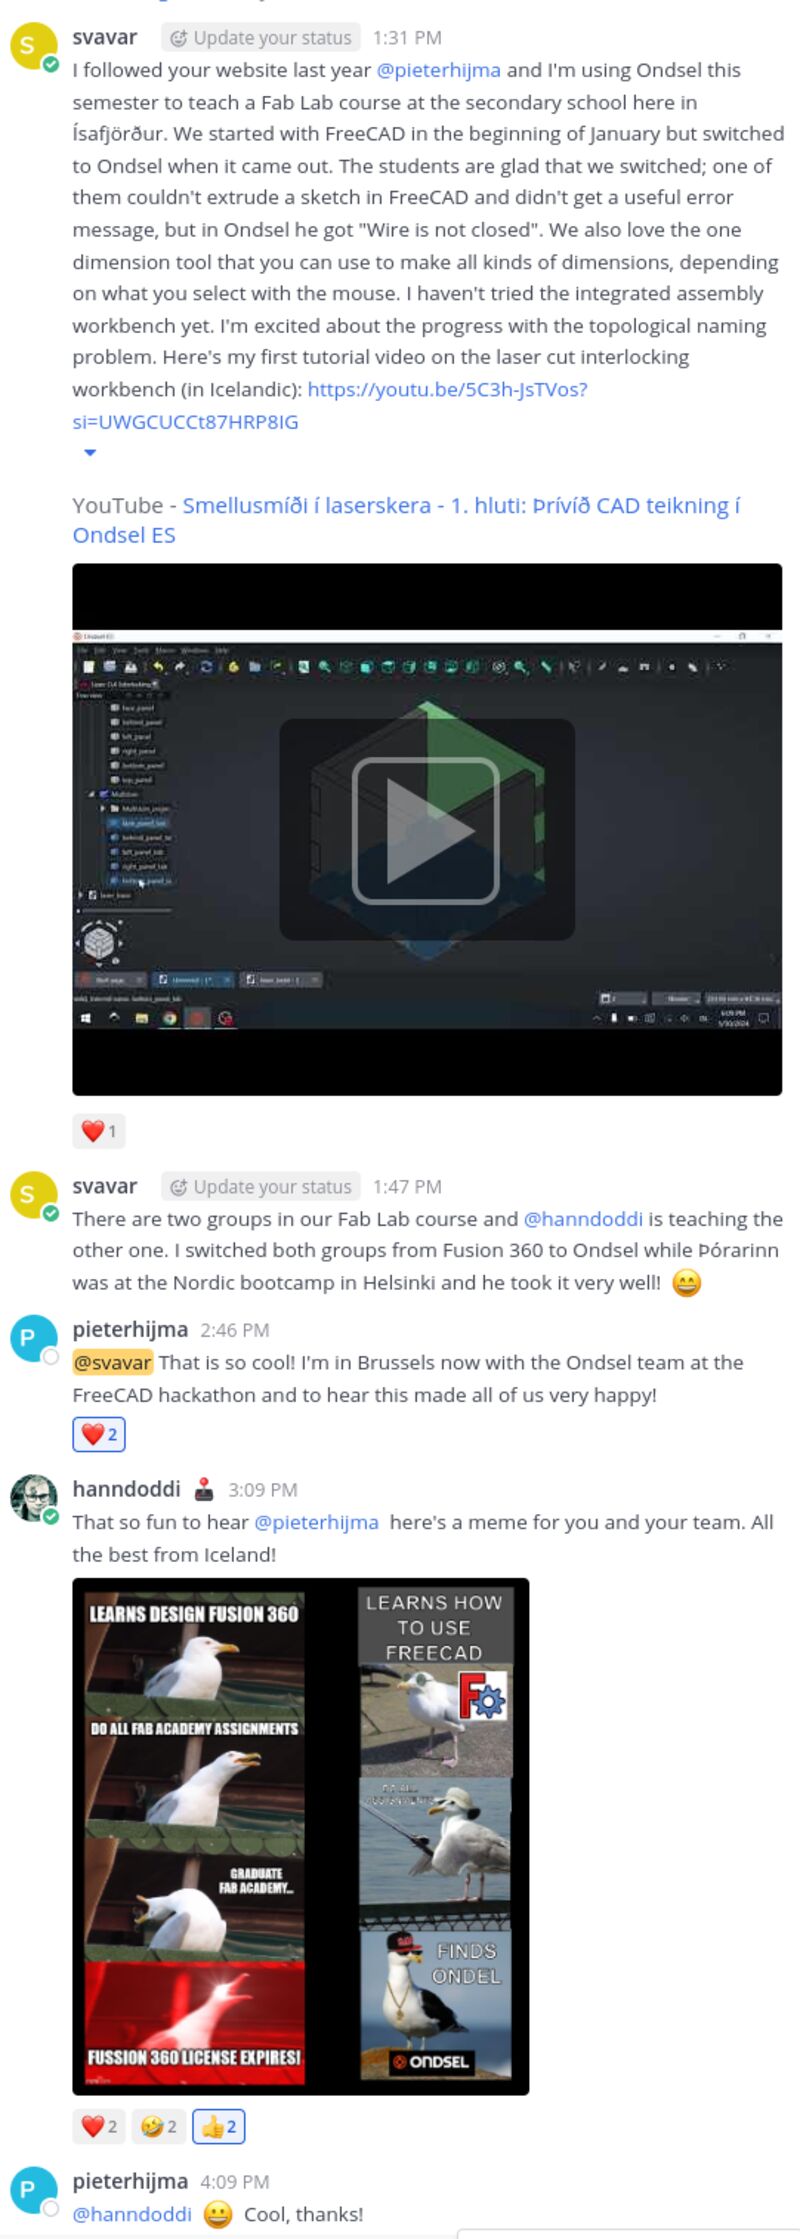 S
svavar Update your status 1:31 PM
I followed your website last year @pieterhijma and I'm using Ondsel this
semester to teach a Fab Lab course at the secondary school here in
Ísafjörður. We started with FreeCAD in the beginning of January but switched
to Ondsel when it came out. The students are glad that we switched; one of
them couldn't extrude a sketch in FreeCAD and didn't get a useful error
message, but in Ondsel he got "Wire is not closed". We also love the one
dimension tool that you can use to make all kinds of dimensions, depending
on what you select with the mouse. I haven't tried the integrated assembly
workbench yet. I'm excited about the progress with the topological naming
problem. Here's my first tutorial video on the laser cut interlocking
workbench (in Icelandic): https://youtu.be/5C3h-JsTVos?
si=UWGCUCCt87HRP8IG
YouTube - Smellusmíði í laserskera - 1. hluti: Þrívíð CAD teikning í
Ondsel ES
face_panel
behind_panel
left_panel
right_panel
bottom_panel
top_panel
1
S
svavar Update your status 1:47 PM
There are two groups in our Fab Lab course and @hanndoddi is teaching the
other one. I switched both groups from Fusion 360 to Ondsel while Þórarinn
was at the Nordic bootcamp in Helsinki and he took it very well!
P
pieterhijma 2:46 PM
@svavar That is so cool! I'm in Brussels now with the Ondsel team at the
FreeCAD hackathon and to hear this made all of us very happy!
2
hanndoddi 3:09 PM
That so fun to hear @pieterhijma here's a meme for you and your team. All
the best from Iceland!
LEARNS DESIGN FUSION 360
DO ALL FAB ACADEMY ASSIGNMENTS
GRADUATE
FAB ACADEMY...
FUSSION 360 LICENSE EXPIRES!
LEARNS HOW
TO USE
FREECAD
DO ALL
ASSIGNMENTS
FINDS
ONDEL
ONDSEL
2 2 2
P
pieterhijma 4:09 PM
@hanndoddi Cool, thanks!